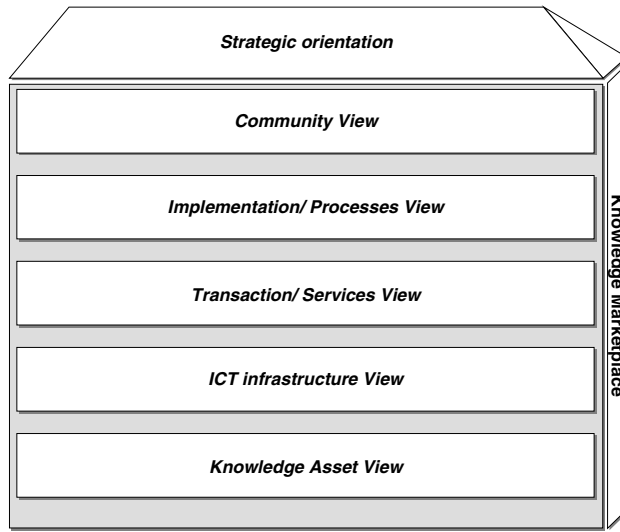 Strategic orientation
Community View
Implementation/ Processes View
Transaction/ Services View
ICT infrastructure View
Knowledge Asset View
Knowledge Marketplace